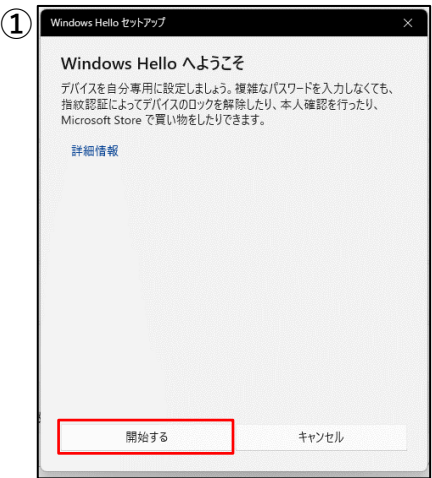 ①
Windows Hello セットアップ
Windows Hello へようこそ
デバイスを自分専用に設定しましょう。複雑なパスワードを入力しなくても、
指紋認証によってデバイスのロックを解除したり、本人確認を行ったり、
Microsoft Store で買い物をしたりできます。
詳細情報
開始する
キャンセル